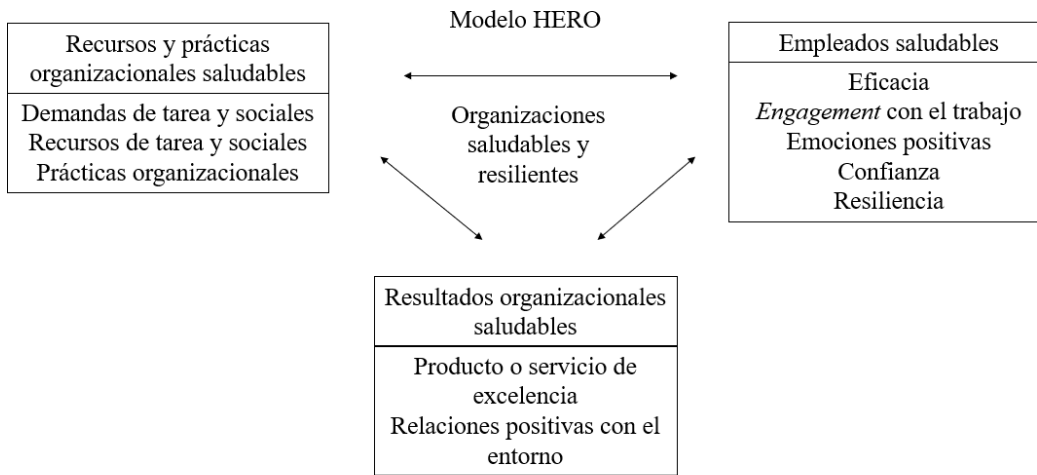 Modelo HERO
Recursos y prácticas
organizacionales saludables
Demandas de tarea y sociales
Recursos de tarea y sociales
Prácticas organizacionales
Organizaciones
saludables y
resilientes
Empleados saludables
Eficacia
Engagement con el trabajo
Emociones positivas
Confianza
Resiliencia
Resultados organizacionales
saludables
Producto o servicio de
excelencia
Relaciones positivas con el
entorno